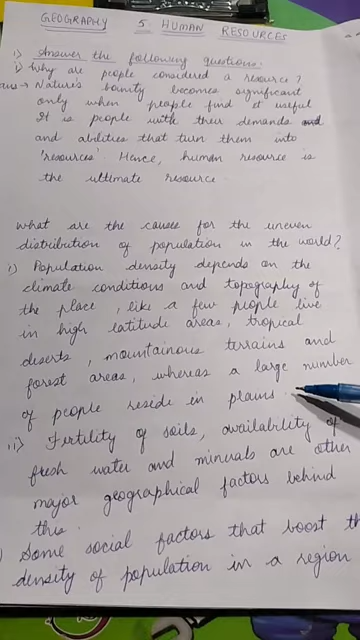 GEOGRAPHY 5. HUMAN RESOURCES
1) Answer the following questions.
i) Why are people considered a resource?
ans → Nature's bounty becomes significant
only when people find it useful
It is people with their demands and
and abilities that turn them into
'resources'. Hence, human resource is
the ultimate resource.
what are the causes for the uneven
distribution of population in the world?
i) Population density depends on the
climate conditions and topography of
the place, like a few people live
in high latitude areas, tropical
deserts, mountainous terrains and
forest areas, whereas a large number
of people reside in plains.
ii) Fertility of soils, availability of
fresh water and minerals are other
major geographical factors behind
this.
) Some social factors that boost th
density of population in a region